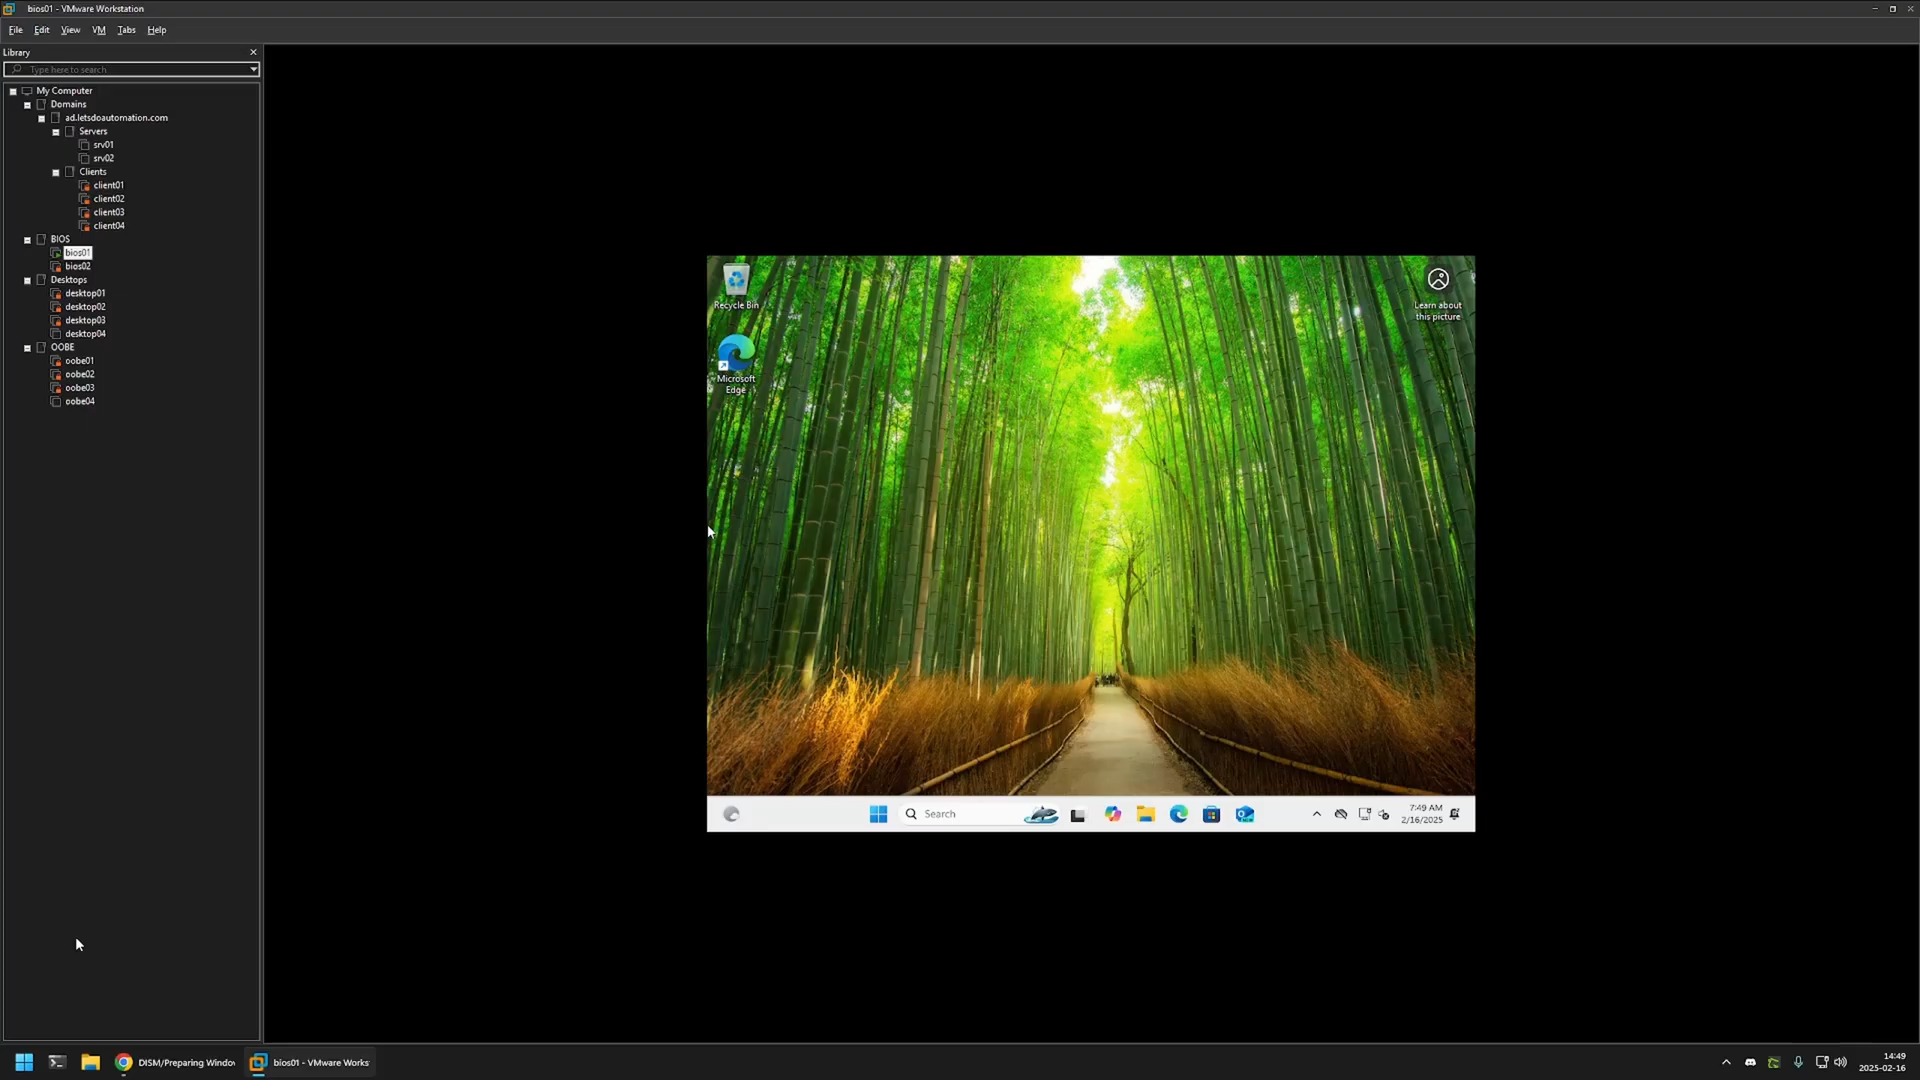 bios01 - VMware Workstation
File Edit View VM Tabs Help
Library
Type here to search
My Computer
Domains
ad.letsdoautomation.com
Servers
srv01
srv02
Clients
client01
client02
client03
client04
BIOS
bios01
bios02
Desktops
desktop01
desktop02
desktop03
desktop04
OOBE
oobe01
oobe02
oobe03
oobe04
Recycle Bin
Microsoft
Edge
Learn about
this picture
Search
7:49 AM
2/16/2025
DISM/Preparing Window
bios01 - VMware Works
14:49
2025-02-16